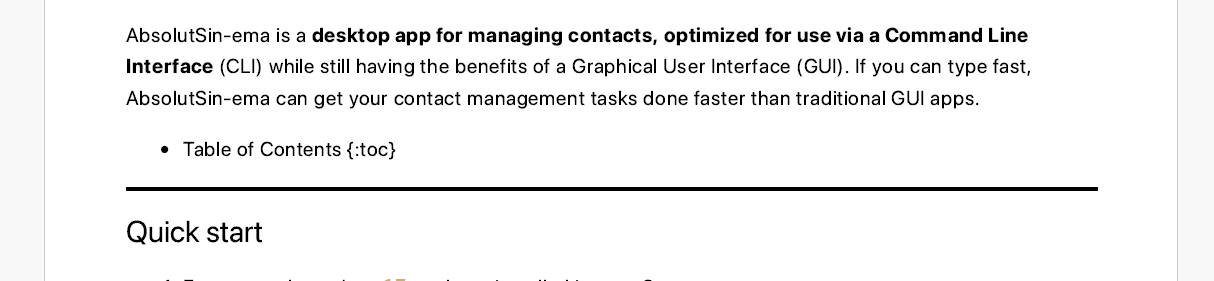 AbsolutSin-ema is a desktop app for managing contacts, optimized for use via a Command Line
Interface (CLI) while still having the benefits of a Graphical User Interface (GUI). If you can type fast,
AbsolutSin-ema can get your contact management tasks done faster than traditional GUI apps.
• Table of Contents {:toc}
Quick start